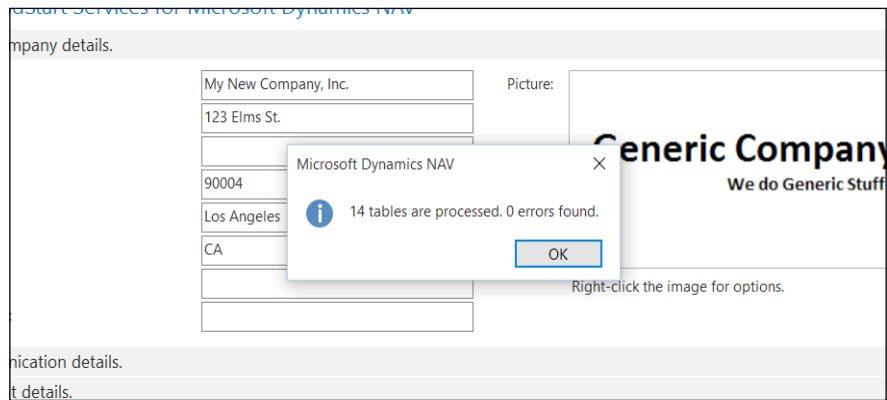 dStart Services for Microsoft Dynamics NAV
mpany details.
My New Company, Inc.
Picture:
123 Elms St.
Generic Company
We do Generic Stuff
Microsoft Dynamics NAV
90004
14 tables are processed. 0 errors found.
Los Angeles
CA
OK
Right-click the image for options.
nication details.
t details.